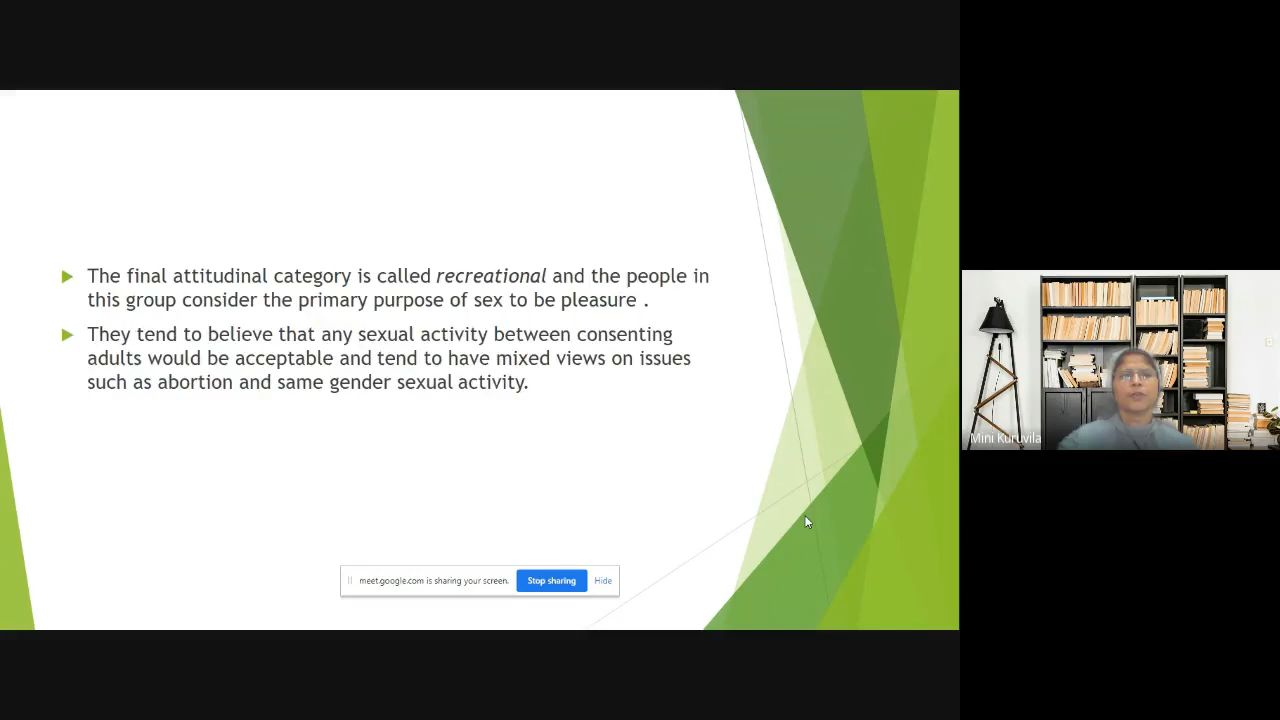 The final attitudinal category is called recreational and the people in
this group consider the primary purpose of sex to be pleasure .
They tend to believe that any sexual activity between consenting
adults would be acceptable and tend to have mixed views on issues
such as abortion and same gender sexual activity.
meet.google.com is sharing your screen. Stop sharing Hide
Mini Kuruvila